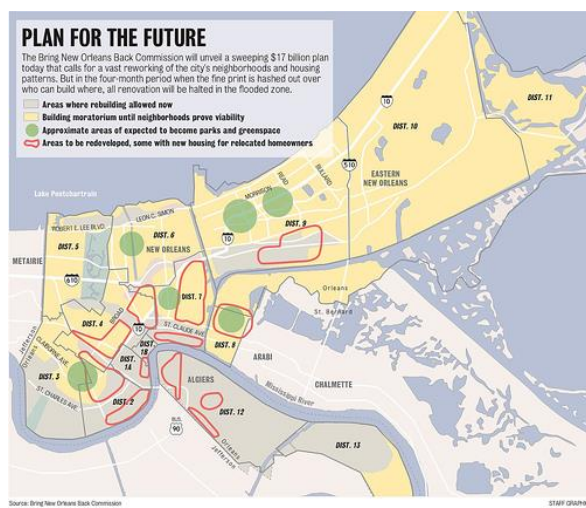 PLAN FOR THE FUTURE
The Bring New Orleans Back Commission will unveil a sweeping $17 billion plan
today that calls for a vast reworking of the city's neighborhoods and housing
patterns. But in the four-month period when the fine print is hashed out over
who can build where, all renovation will be halted in the flooded zone.
Areas where rebuilding allowed now
Building moratorium until neighborhoods prove viability
Approximate areas of expected to become parks and greenspace
Areas to be redeveloped, some with new housing for relocated homeowners
DIST. 11
10
DIST. 10
510
EASTERN
NEW ORLEANS
Lake Pontchartrain
BULLARD
READ
MORRISON
LEON C. SIMON
ROBERT E. LEE BLVD.
DIST. 9
DIST. 6
NEW ORLEANS
10
DIST. 5
METAIRIE
610
Orleans
St. Bernard
DIST. 7
BROAD
DIST. 4
10
ST. CLAUDE AVE.
DIST. 8
Jefferson
Orleans
CLAIBORNE AVE.
DIST.
1B
DIST.
1A
ARABI
DIST. 3
ALGIERS
CHALMETTE
Mississippi River
ST. CHARLES AVE.
DIST. 2
DIST. 12
90
Orleans
Jefferson
DIST. 13
Source: Bring New Orleans Back Commission
STAFF GRAPHI